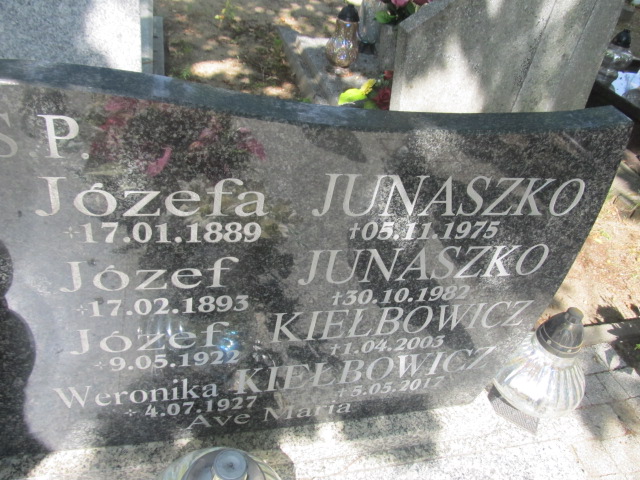 Ś.P.
Józefa JUNASZKO
*17.01.1889 †05.11.1975
Józef JUNASZKO
*17.02.1893 †30.10.1982
Józef KIEŁBOWICZ
*9.05.1922 †1.04.2003
Weronika KIEŁBOWICZ
*4.07.1927 †5.05.2017
Ave Maria